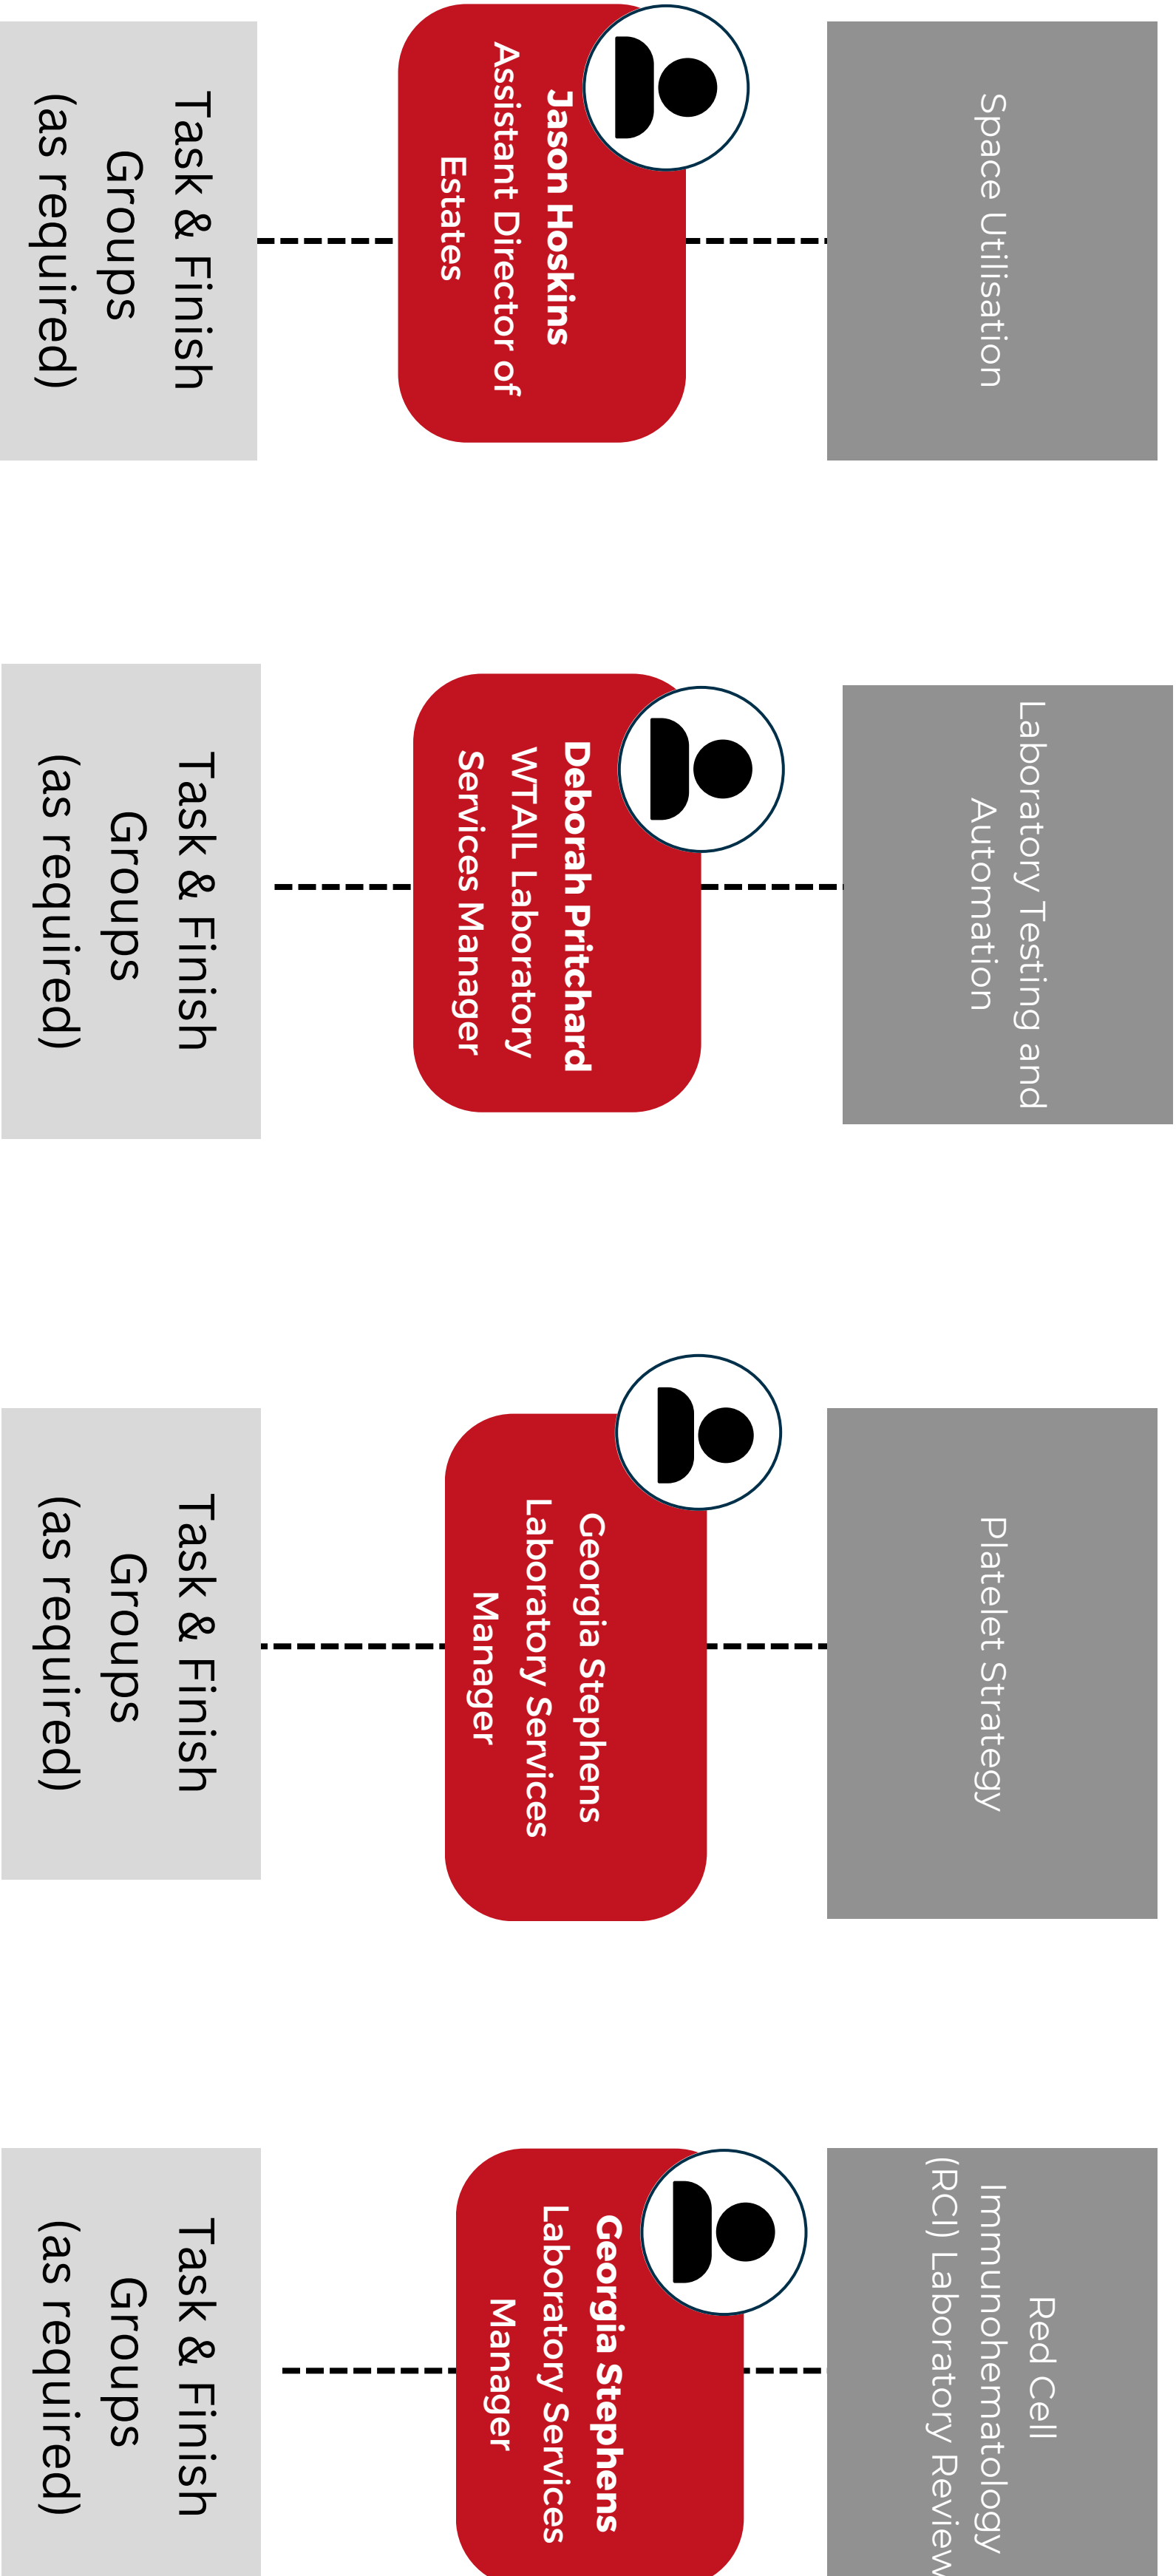 Space Utilisation
Jason Hoskins
Assistant Director of
Estates
Task & Finish
Groups
(as required)
Laboratory Testing and
Automation
Deborah Pritchard
WTAIL Laboratory
Services Manager
Task & Finish
Groups
(as required)
Platelet Strategy
Georgia Stephens
Laboratory Services
Manager
Task & Finish
Groups
(as required)
Red Cell
Immunohematology
(RCI) Laboratory Review
Georgia Stephens
Laboratory Services
Manager
Task & Finish
Groups
(as required)